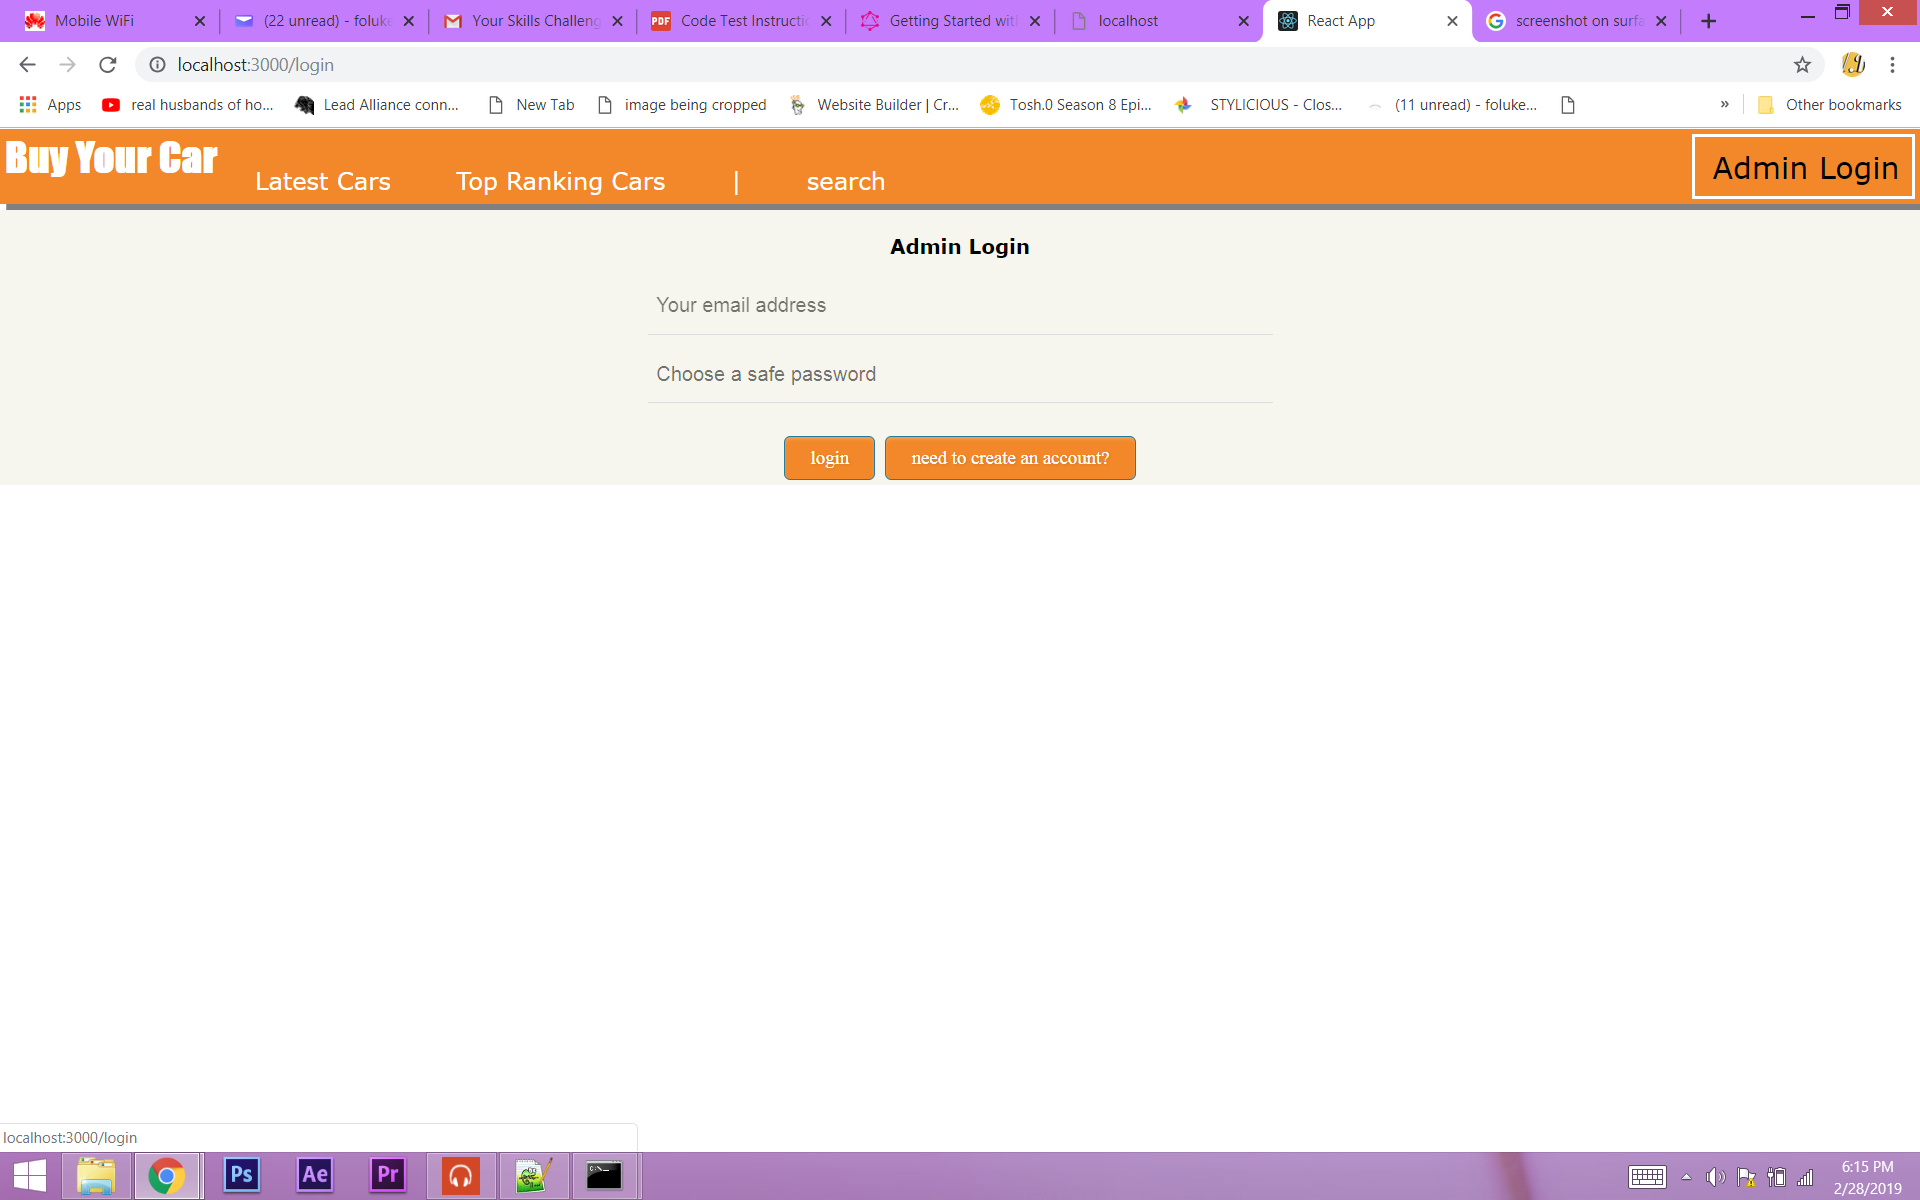 Mobile WiFi
(22 unread) - foluke
Your Skills Challeng
Code Test Instructio
Getting Started with
localhost
React App
screenshot on surfa
localhost:3000/login
Apps
real husbands of ho...
Lead Alliance conn...
New Tab
image being cropped
Website Builder | Cr...
Tosh.0 Season 8 Epi...
STYLICIOUS - Clos...
(11 unread) - foluke...
»
Other bookmarks
Buy Your Car
Latest Cars
Top Ranking Cars
|
search
Admin Login
Admin Login
Your email address
Choose a safe password
login
need to create an account?
localhost:3000/login
Ps
Ae
Pr
6:15 PM
2/28/2019